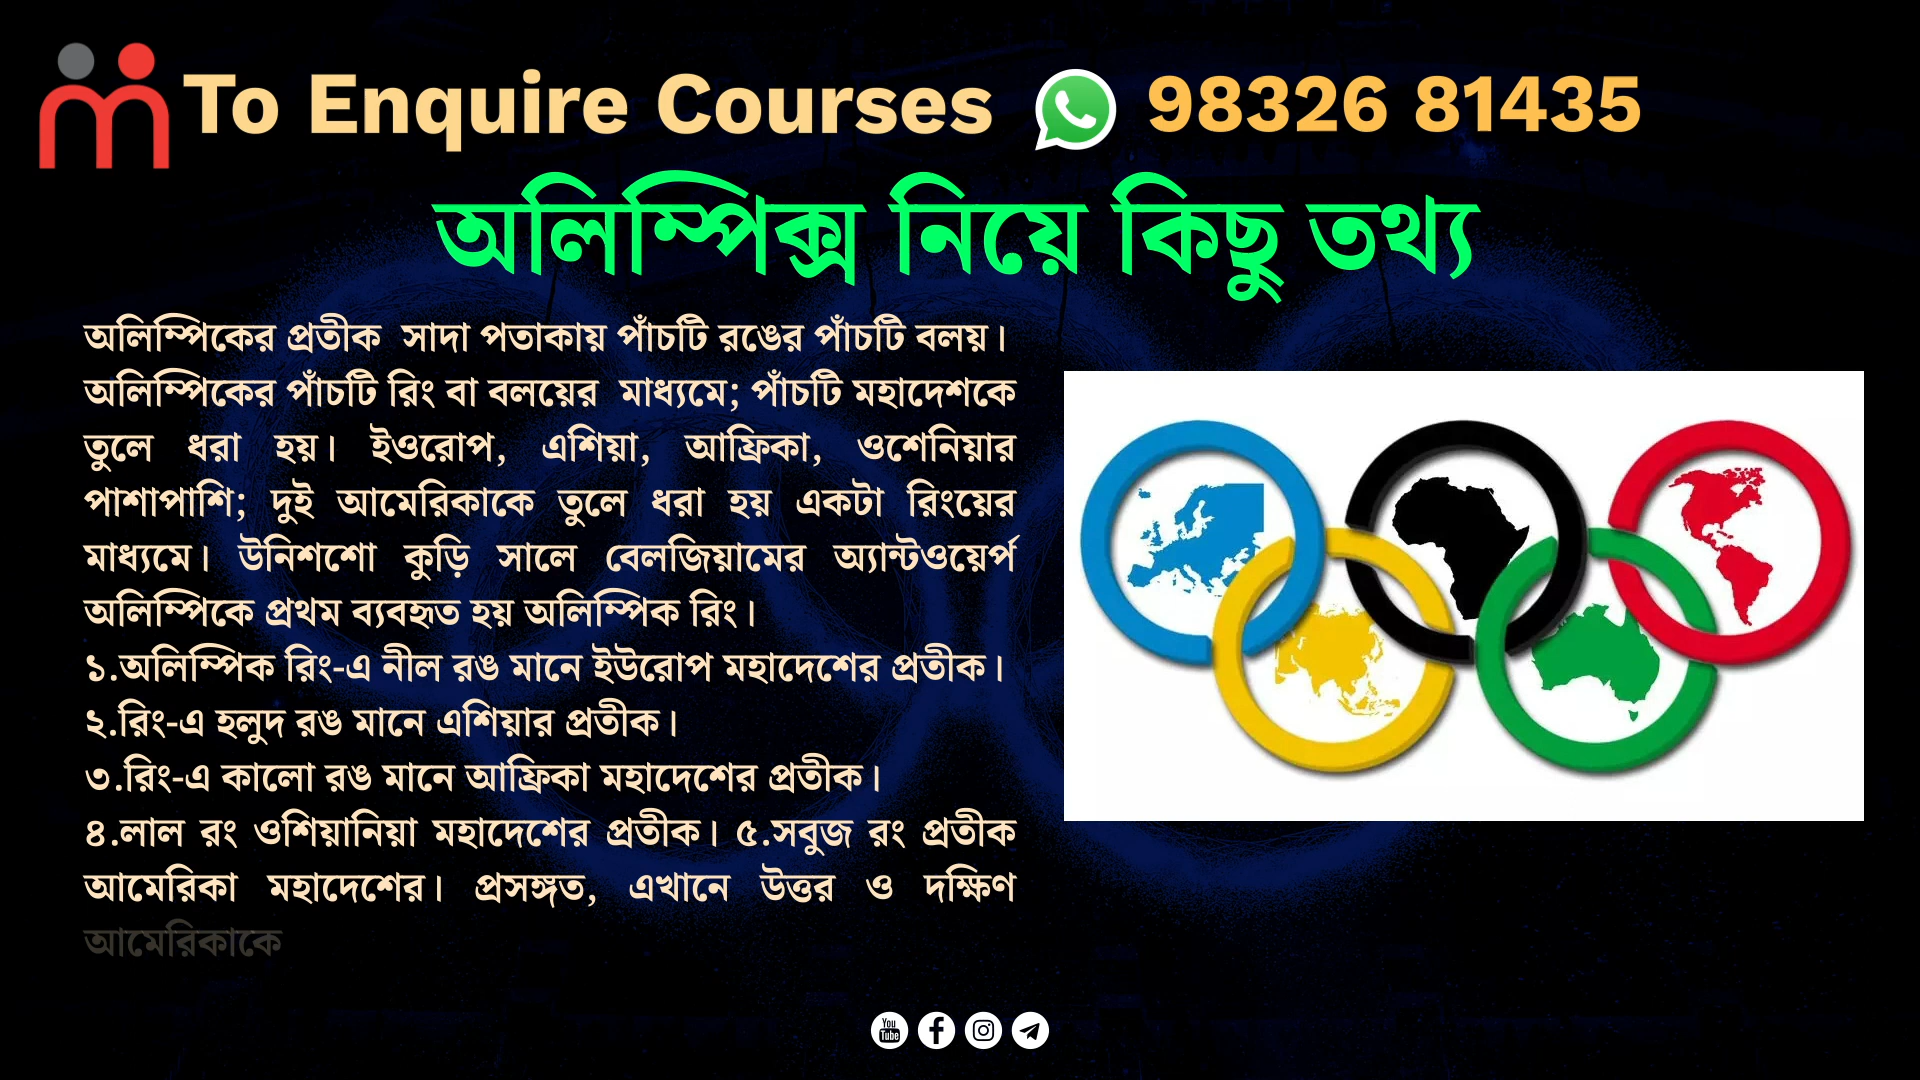 To Enquire Courses 98326 81435
অলিম্পিক্স নিয়ে কিছু তথ্য
অলিম্পিকের প্রতীক সাদা পতাকায় পাঁচটি রঙের পাঁচটি বলয়।
অলিম্পিকের পাঁচটি রিং বা বলয়ের মাধ্যমে; পাঁচটি মহাদেশকে
তুলে ধরা হয়। ইওরোপ, এশিয়া, আফ্রিকা, ওশেনিয়ার
পাশাপাশি; দুই আমেরিকাকে তুলে ধরা হয় একটা রিংয়ের
মাধ্যমে। উনিশশো কুড়ি সালে বেলজিয়ামের অ্যান্টওয়ের্প
অলিম্পিকে প্রথম ব্যবহৃত হয় অলিম্পিক রিং।
১.অলিম্পিক রিং-এ নীল রঙ মানে ইউরোপ মহাদেশের প্রতীক।
২.রিং-এ হলুদ রঙ মানে এশিয়ার প্রতীক।
৩.রিং-এ কালো রঙ মানে আফ্রিকা মহাদেশের প্রতীক।
৪.লাল রং ওশিয়ানিয়া মহাদেশের প্রতীক। ৫.সবুজ রং প্রতীক
আমেরিকা মহাদেশের। প্রসঙ্গত, এখানে উত্তর ও দক্ষিণ
আমেরিকাকে
You Tube